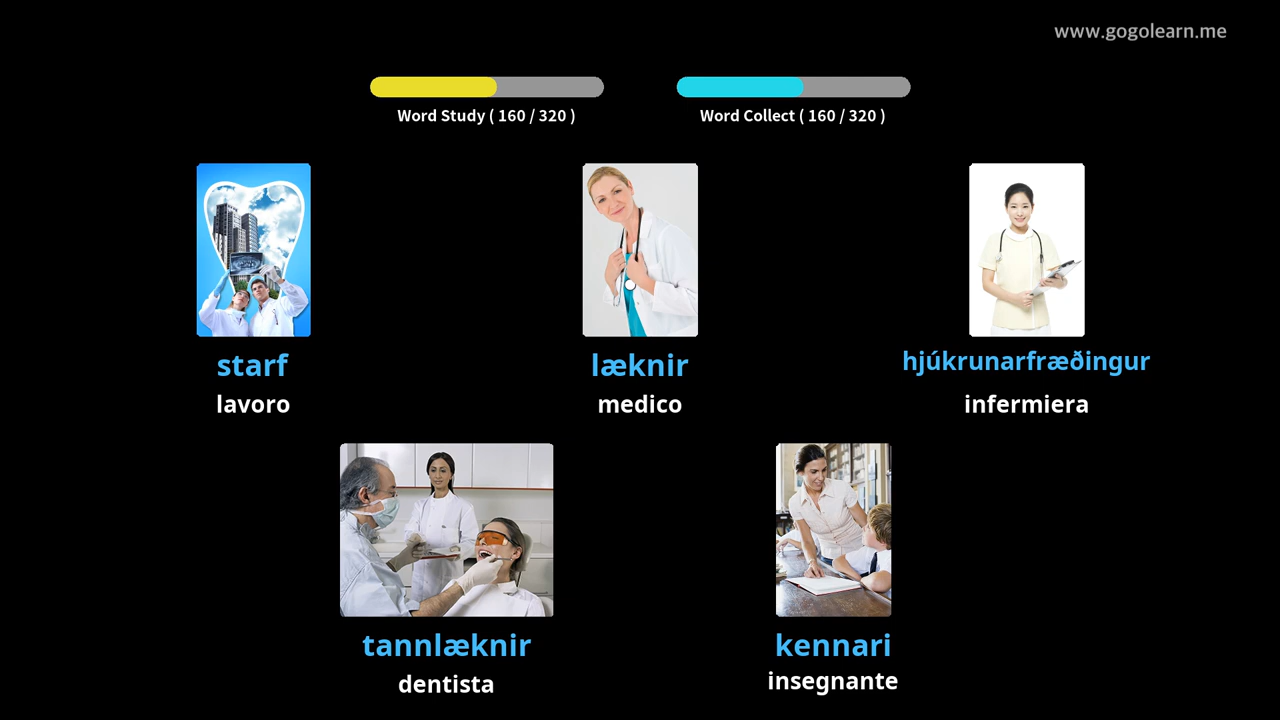 www.gogolearn.me
Word Study ( 160 / 320 )
Word Collect ( 160 / 320 )
starf
læknir
hjúkrunarfræðingur
lavoro
medico
infermiera
tannlæknir
kennari
dentista
insegnante